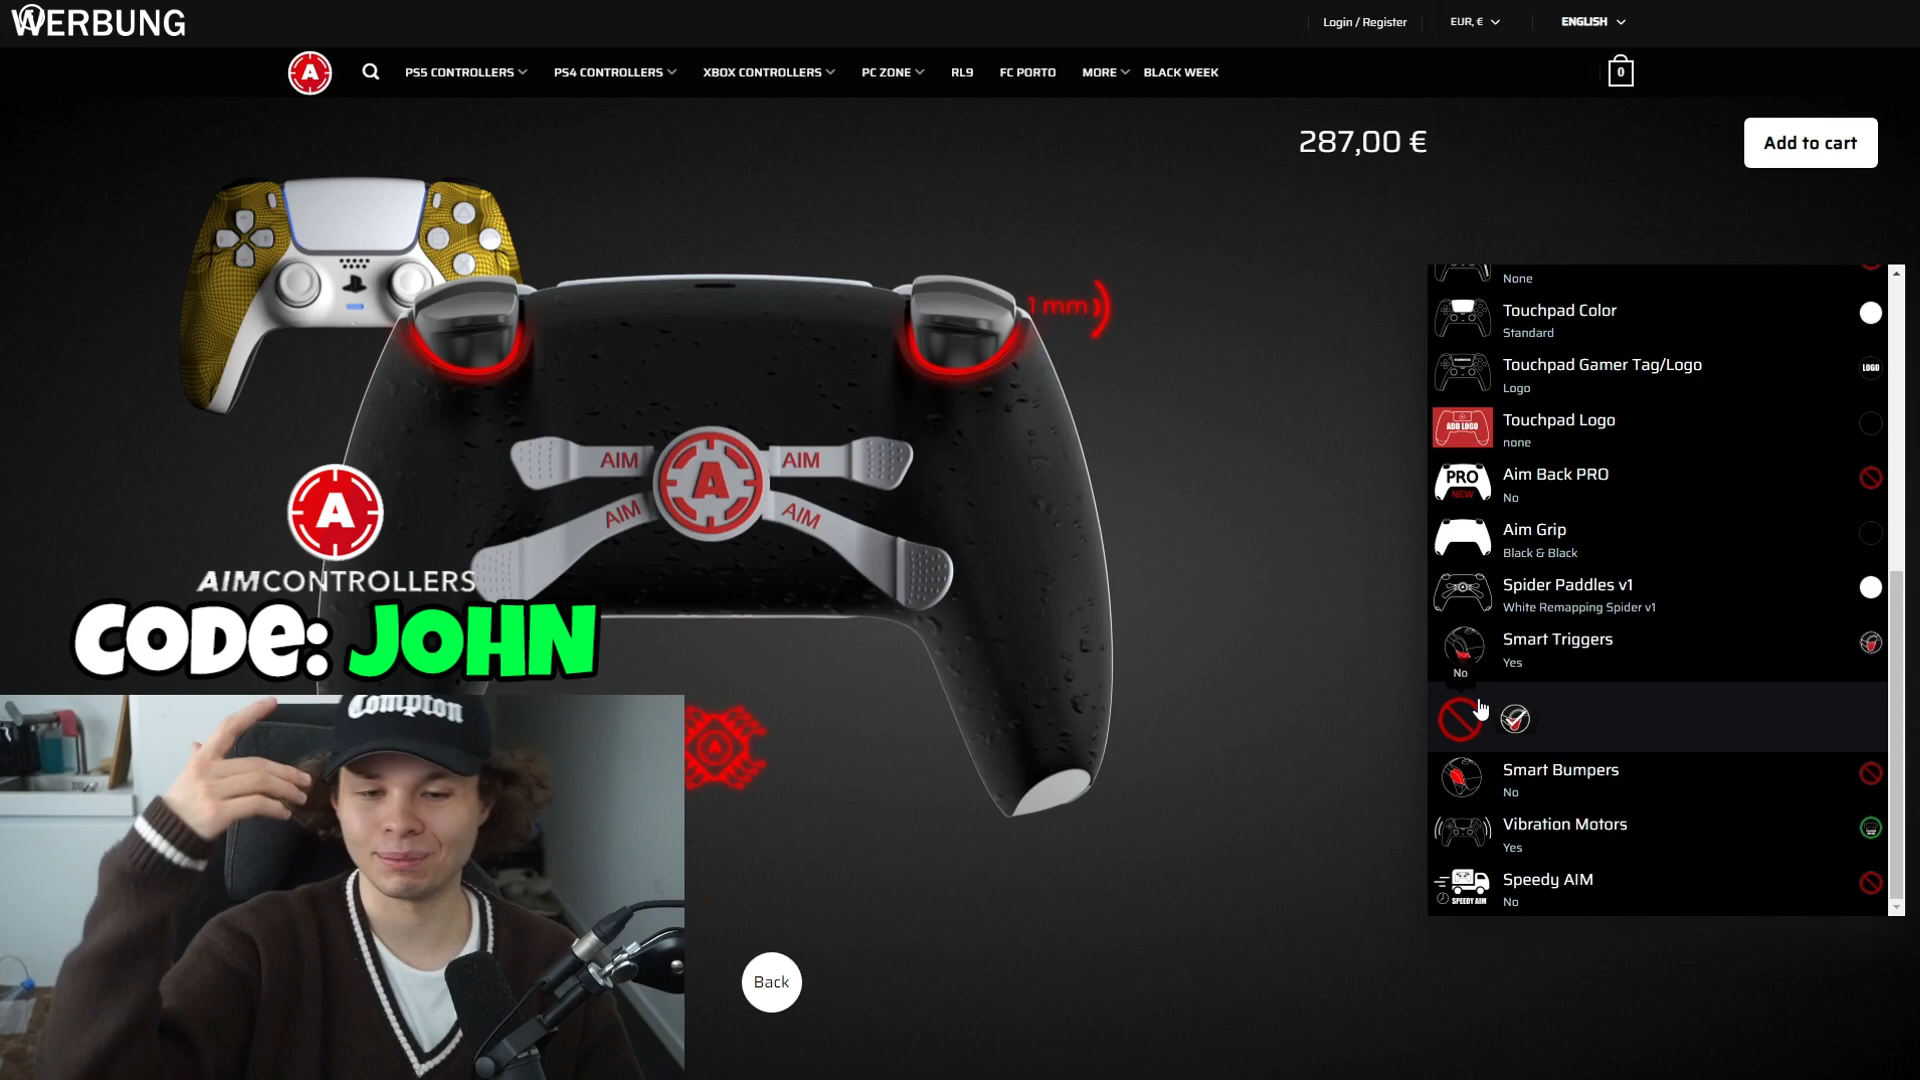 WERBUNG
Login / Register
EUR, €
ENGLISH
A
PS5 CONTROLLERS
PS4 CONTROLLERS
XBOX CONTROLLERS
PC ZONE
RL9
FC PORTO
MORE
BLACK WEEK
0
287,00 €
Add to cart
1 mm
AIM
AIM
A
AIM
AIM
A
AIMCONTROLLERS
CODE: JOHN
Compton
A
Back
None
Touchpad Color
Standard
Touchpad Gamer Tag/Logo
Logo
LOGO
ADD LOGO
Touchpad Logo
none
PRO
NEW
Aim Back PRO
No
Aim Grip
Black & Black
Spider Paddles v1
White Remapping Spider v1
Smart Triggers
Yes
No
Smart Bumpers
No
Vibration Motors
Yes
SPEEDY AIM
Speedy AIM
No